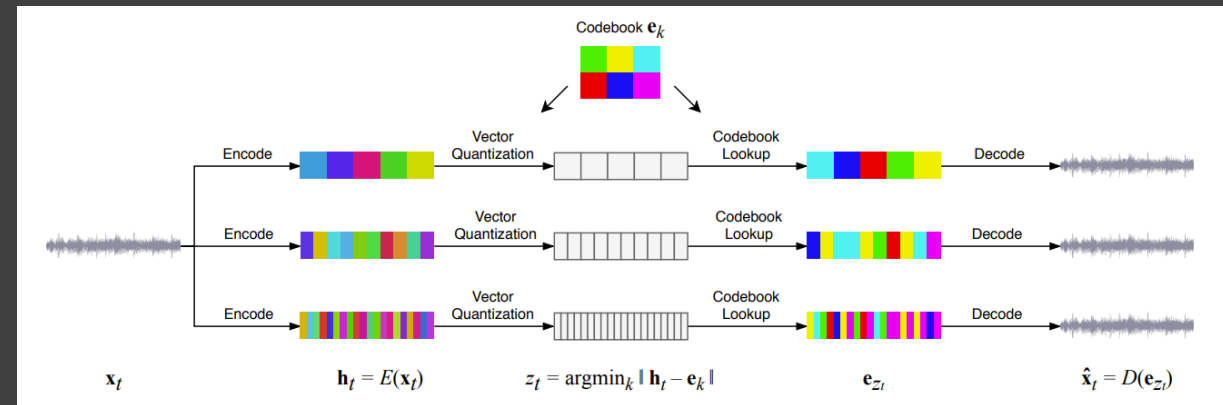 Codebook e_k
Encode
Vector
Quantization
Codebook
Lookup
Decode
Encode
Vector
Quantization
Codebook
Lookup
Decode
Encode
Vector
Quantization
Codebook
Lookup
Decode
x_t
h_t = E(x_t)
z_t = argmin_k ‖ h_t – e_k ‖
e_{z_t}
x̂_t = D(e_{z_t})